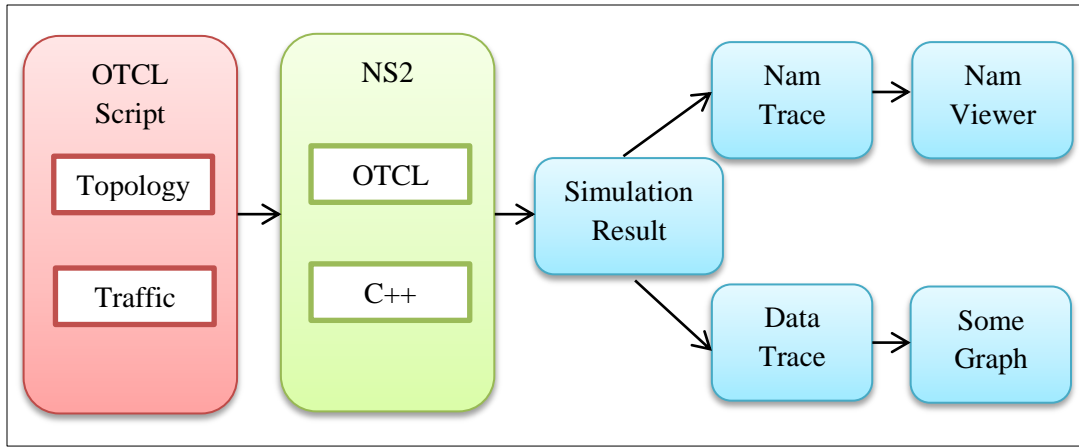 OTCL
Script
Topology
Traffic
NS2
OTCL
C++
Simulation
Result
Nam
Trace
Nam
Viewer
Data
Trace
Some
Graph